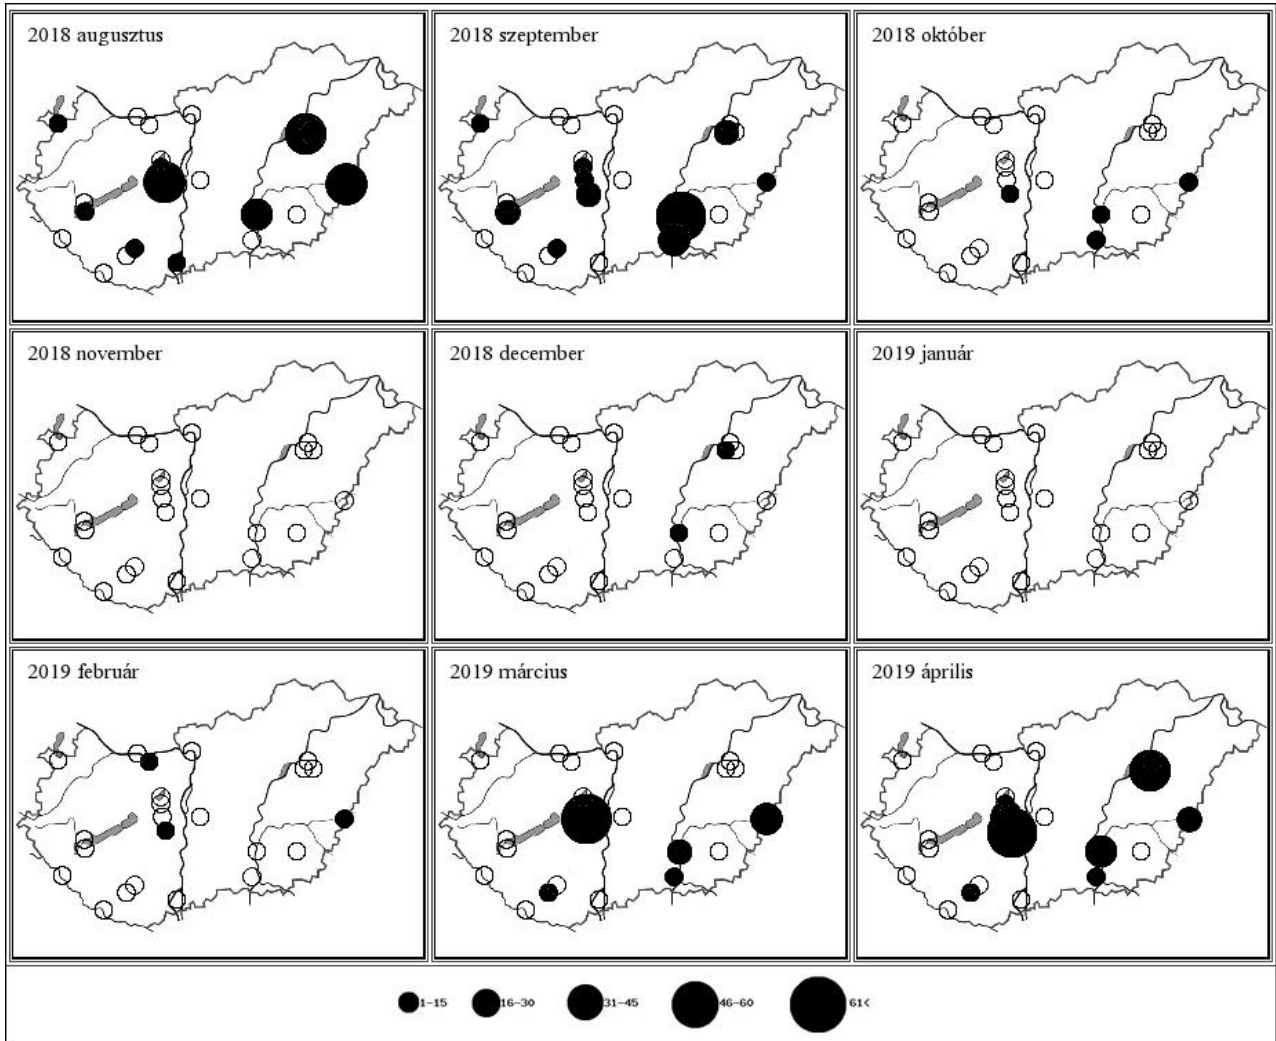 2018 augusztus
2018 szeptember
2018 október
2018 november
2018 december
2019 január
2019 február
2019 március
2019 április
1-15 16-30 31-45 46-60 61<